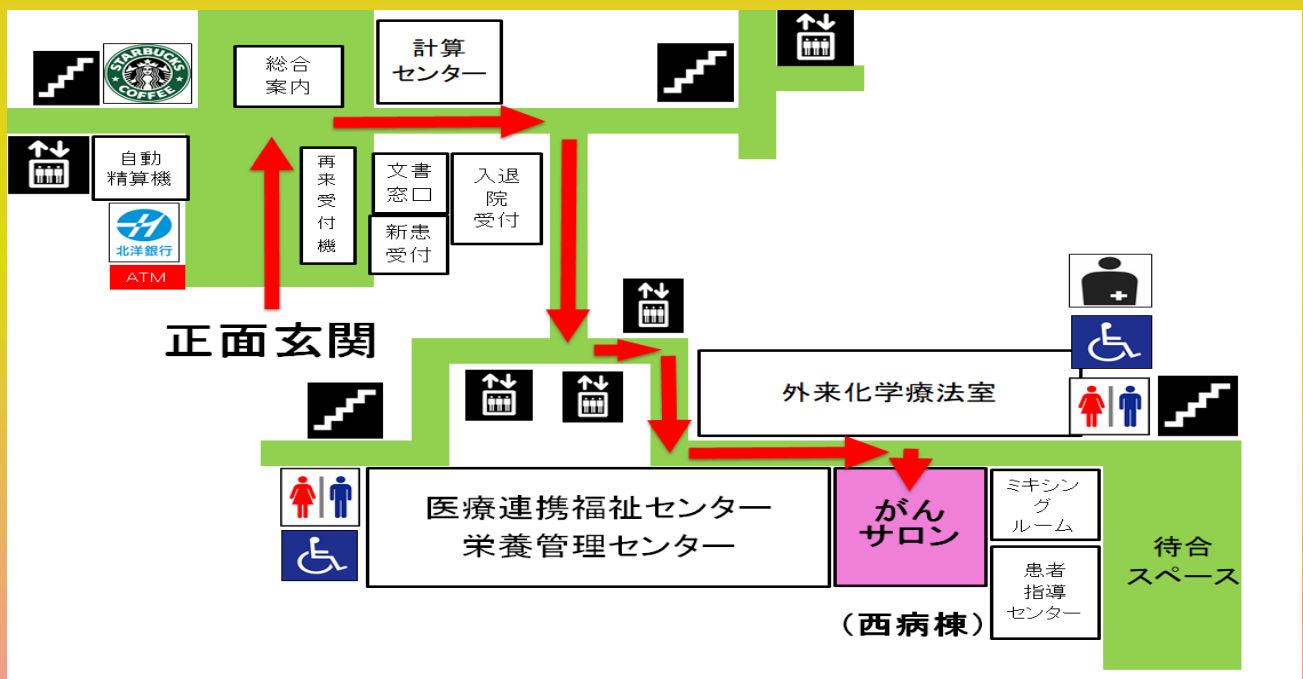 STARBUCKS
COFFEE
総合
案内
計算
センター
自動
精算機
北洋銀行
ATM
再
来
受
付
機
文書
窓口
新患
受付
入退
院
受付
正面玄関
外来化学療法室
医療連携福祉センター
栄養管理センター
がん
サロン
（西病棟）
ミキシン
グ
ルーム
患者
指導
センター
待合
スペース